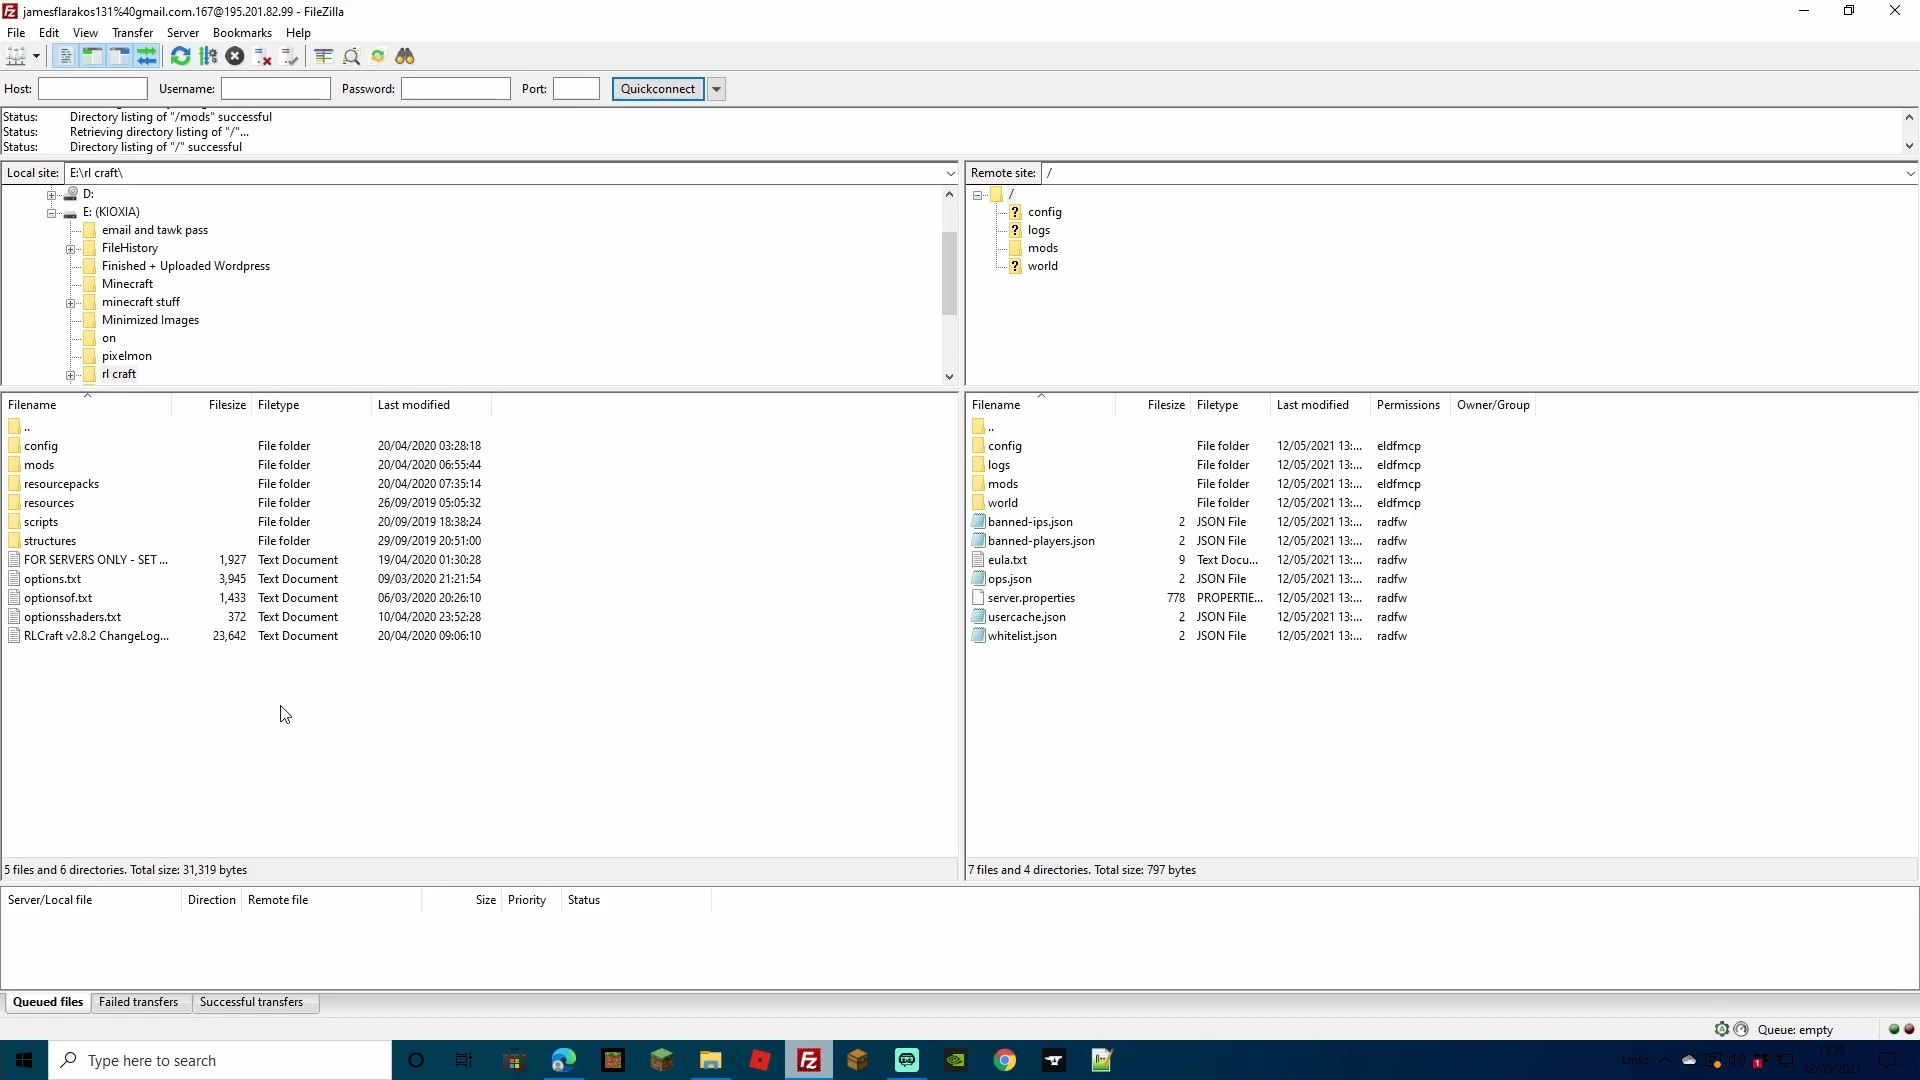 jamesflarakos131%40gmail.com.167@195.201.82.99 - FileZilla
File Edit View Transfer Server Bookmarks Help
Host: Username: Password: Port: Quickconnect
Status: Directory listing of "/mods" successful
Status: Retrieving directory listing of "/"...
Status: Directory listing of "/" successful
Local site: E:\rl craft\
D:
E: (KIOXIA)
email and tawk pass
FileHistory
Finished + Uploaded Wordpress
Minecraft
minecraft stuff
Minimized Images
on
pixelmon
rl craft
Remote site: /
/
config
logs
mods
world
Filename Filesize Filetype Last modified
..
config File folder 20/04/2020 03:28:18
mods File folder 20/04/2020 06:55:44
resourcepacks File folder 20/04/2020 07:35:14
resources File folder 26/09/2019 05:05:32
scripts File folder 20/09/2019 18:38:24
structures File folder 29/09/2019 20:51:00
FOR SERVERS ONLY - SET ... 1,927 Text Document 19/04/2020 01:30:28
options.txt 3,945 Text Document 09/03/2020 21:21:54
optionsof.txt 1,433 Text Document 06/03/2020 20:26:10
optionsshaders.txt 372 Text Document 10/04/2020 23:52:28
RLCraft v2.8.2 ChangeLog... 23,642 Text Document 20/04/2020 09:06:10
5 files and 6 directories. Total size: 31,319 bytes
Filename Filesize Filetype Last modified Permissions Owner/Group
..
config File folder 12/05/2021 13:... eldfmcp
logs File folder 12/05/2021 13:... eldfmcp
mods File folder 12/05/2021 13:... eldfmcp
world File folder 12/05/2021 13:... eldfmcp
banned-ips.json 2 JSON File 12/05/2021 13:... radfw
banned-players.json 2 JSON File 12/05/2021 13:... radfw
eula.txt 9 Text Docu... 12/05/2021 13:... radfw
ops.json 2 JSON File 12/05/2021 13:... radfw
server.properties 778 PROPERTIE... 12/05/2021 13:... radfw
usercache.json 2 JSON File 12/05/2021 13:... radfw
whitelist.json 2 JSON File 12/05/2021 13:... radfw
7 files and 4 directories. Total size: 797 bytes
Server/Local file Direction Remote file Size Priority Status
Queued files Failed transfers Successful transfers
Queue: empty
Type here to search
Links
13:29
12/05/2021